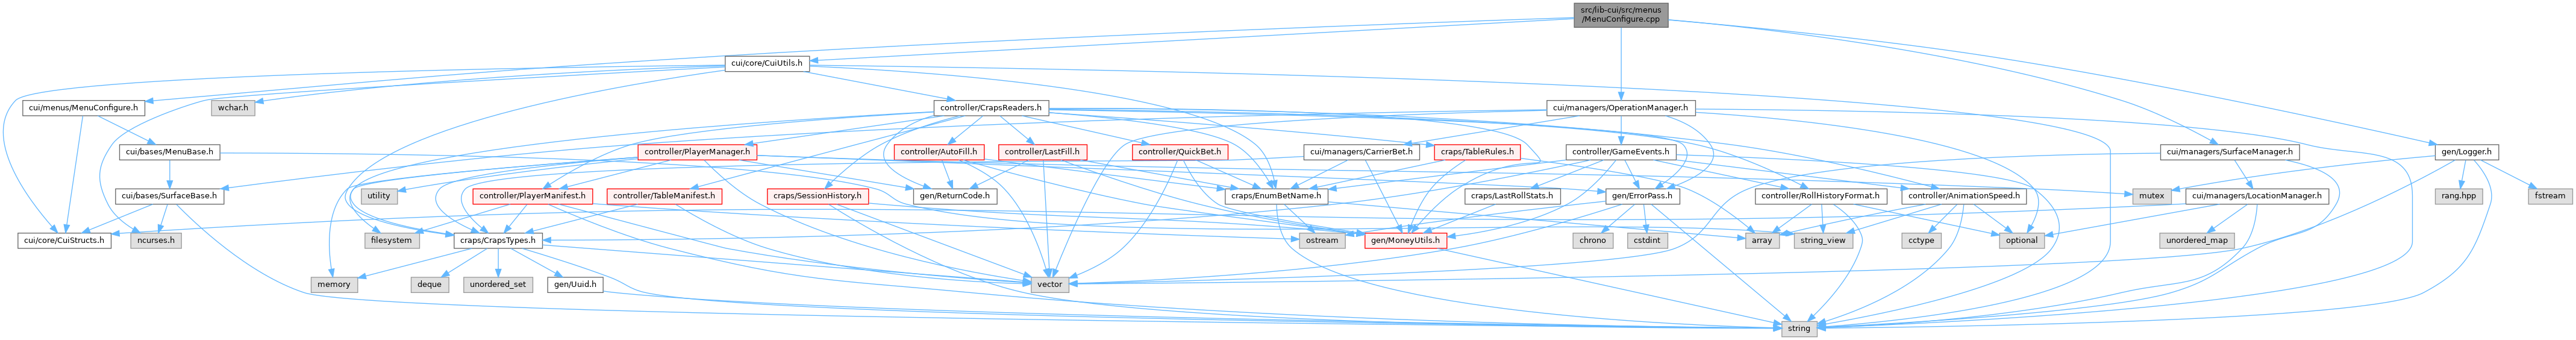 src/lib-cui/src/menus
/MenuConfigure.cpp
cui/core/CuiUtils.h
cui/menus/MenuConfigure.h
wchar.h
controller/CrapsReaders.h
cui/managers/OperationManager.h
cui/bases/MenuBase.h
controller/PlayerManager.h
controller/AutoFill.h
controller/LastFill.h
controller/QuickBet.h
cui/managers/CarrierBet.h
craps/TableRules.h
controller/GameEvents.h
cui/managers/SurfaceManager.h
gen/Logger.h
cui/bases/SurfaceBase.h
utility
controller/PlayerManifest.h
controller/TableManifest.h
craps/SessionHistory.h
gen/ReturnCode.h
craps/EnumBetName.h
gen/ErrorPass.h
craps/LastRollStats.h
controller/RollHistoryFormat.h
controller/AnimationSpeed.h
mutex
cui/managers/LocationManager.h
rang.hpp
fstream
cui/core/CuiStructs.h
ncurses.h
filesystem
craps/CrapsTypes.h
ostream
gen/MoneyUtils.h
chrono
cstdint
array
string_view
cctype
optional
unordered_map
memory
deque
unordered_set
gen/Uuid.h
vector
string